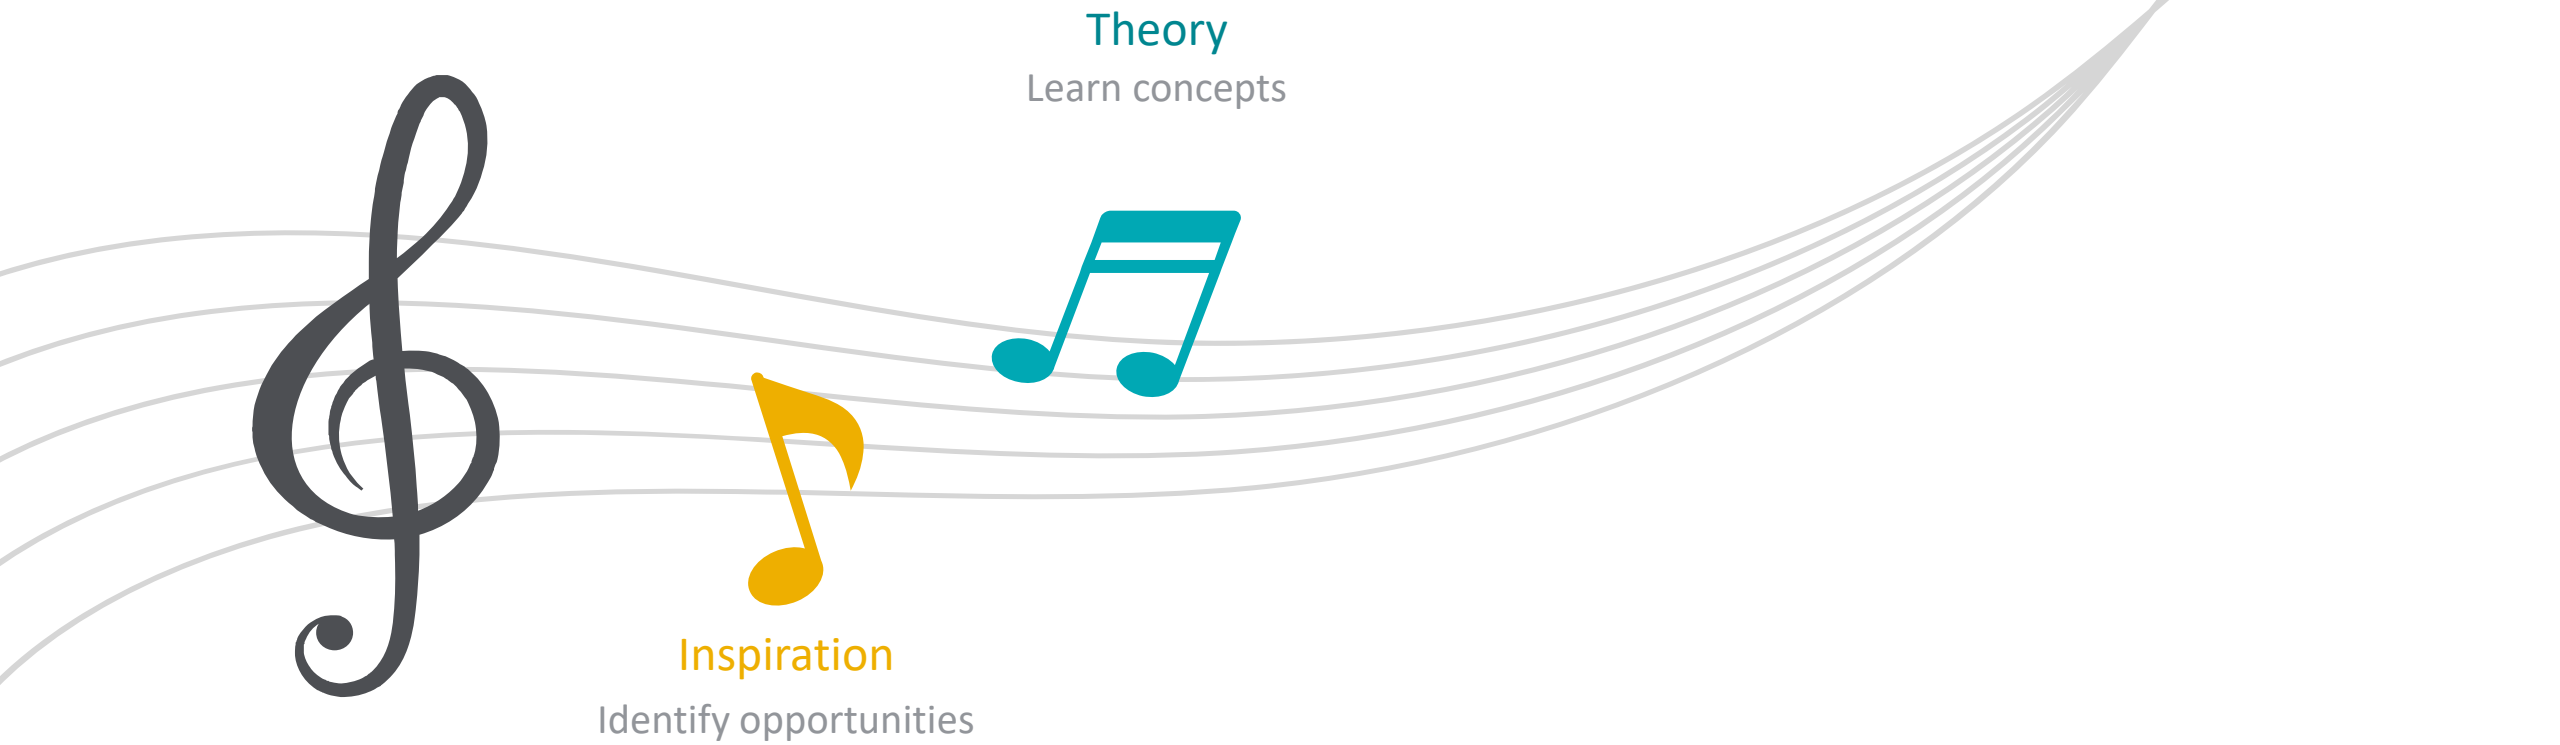 Theory
Learn concepts
Inspiration
Identify opportunities